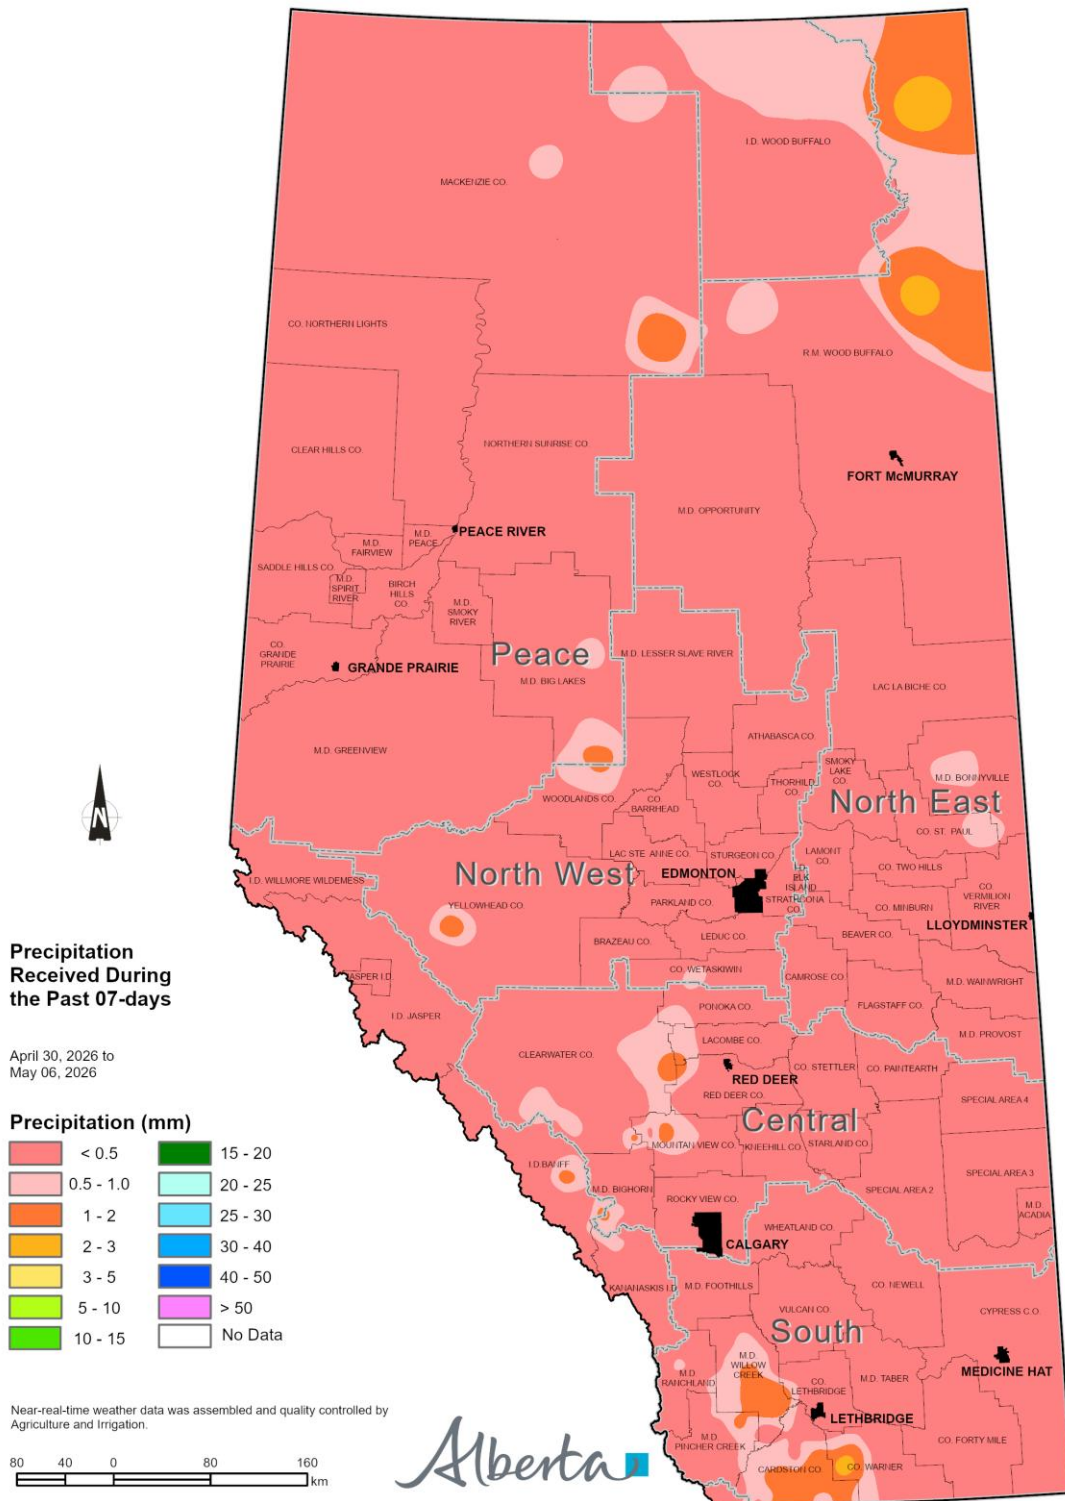 I.D. WOOD BUFFALO
MACKENZIE CO.
CO. NORTHERN LIGHTS
R.M. WOOD BUFFALO
CLEAR HILLS CO.
NORTHERN SUNRISE CO.
FORT McMURRAY
M.D. OPPORTUNITY
PEACE RIVER
M.D.
PEACE
M.D.
FAIRVIEW
SADDLE HILLS CO.
M.D.
SPIRIT
RIVER
BIRCH
HILLS
CO.
M.D.
SMOKY
RIVER
CO.
GRANDE
PRAIRIE
GRANDE PRAIRIE
Peace
M.D. LESSER SLAVE RIVER
M.D. BIG LAKES
LAC LA BICHE CO.
M.D. GREENVIEW
ATHABASCA CO.
WESTLOCK
CO.
THORHILD
CO.
SMOKY
LAKE
CO.
M.D. BONNYVILLE
WOODLANDS CO.
CO.
BARRHEAD
North East
CO. ST. PAUL
LAC STE. ANNE CO.
STURGEON CO.
LAMONT
CO.
CO. TWO HILLS
North West
EDMONTON
I.D.
ELK
ISLAND
STRATHCONA
CO.
I.D. WILLMORE WILDERNESS
YELLOWHEAD CO.
PARKLAND CO.
CO. MINBURN
CO.
VERMILION
RIVER
LLOYDMINSTER
BRAZEAU CO.
LEDUC CO.
BEAVER CO.
CO. WETASKIWIN
CAMROSE CO.
M.D. WAINWRIGHT
JASPER I.D.
I.D. JASPER
PONOKA CO.
FLAGSTAFF CO.
M.D. PROVOST
CLEARWATER CO.
LACOMBE CO.
RED DEER
CO. STETTLER
CO. PAINTEARTH
RED DEER CO.
SPECIAL AREA 4
Central
MOUNTAIN VIEW CO.
KNEEHILL CO.
STARLAND CO.
I.D BANFF
M.D. BIGHORN
SPECIAL AREA 3
SPECIAL AREA 2
ROCKY VIEW CO.
M.D.
ACADIA
WHEATLAND CO.
CALGARY
KANANASKIS I.D
M.D. FOOTHILLS
CO. NEWELL
VULCAN CO.
CYPRESS C.O.
South
M.D.
WILLOW
CREEK
M.D.
RANCHLAND
MEDICINE HAT
CO.
LETHBRIDGE
M.D. TABER
LETHBRIDGE
M.D.
PINCHER CREEK
CO. FORTY MILE
CARDSTON CO.
CO. WARNER
N
Precipitation
Received During
the Past 07-days
April 30, 2026 to
May 06, 2026
Precipitation (mm)
< 0.5
0.5 - 1.0
1 - 2
2 - 3
3 - 5
5 - 10
10 - 15
15 - 20
20 - 25
25 - 30
30 - 40
40 - 50
> 50
No Data
Near-real-time weather data was assembled and quality controlled by
Agriculture and Irrigation.
80 40 0 80 160
km
Alberta